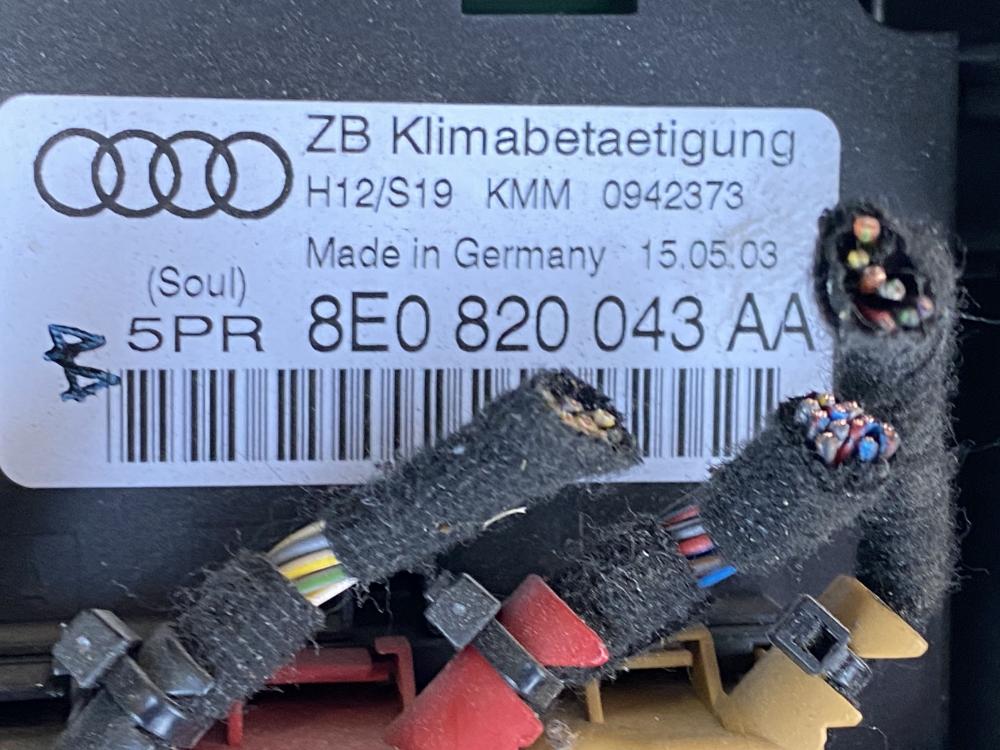 ZB Klimabetaetigung
H12/S19 KMM 0942373
Made in Germany 15.05.03
(Soul)
5PR 8E0 820 043 AA